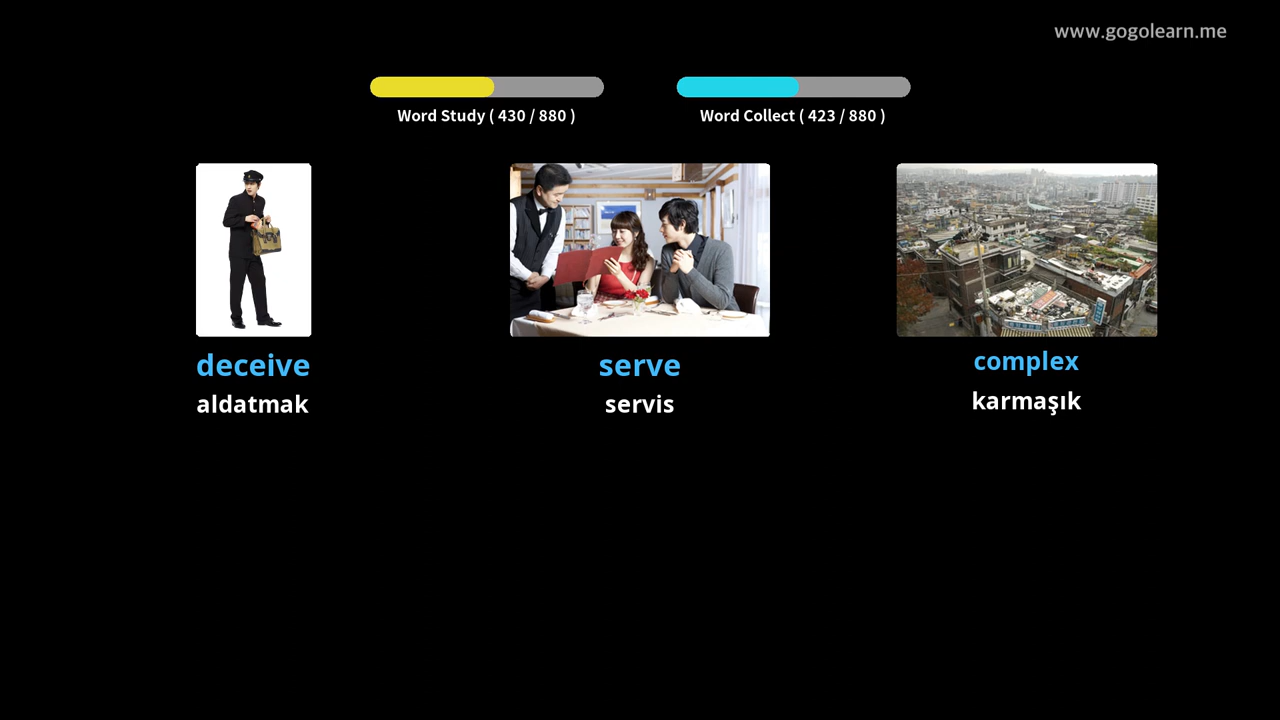 www.gogolearn.me
Word Study ( 430 / 880 )
Word Collect ( 423 / 880 )
deceive
aldatmak
serve
servis
complex
karmaşık